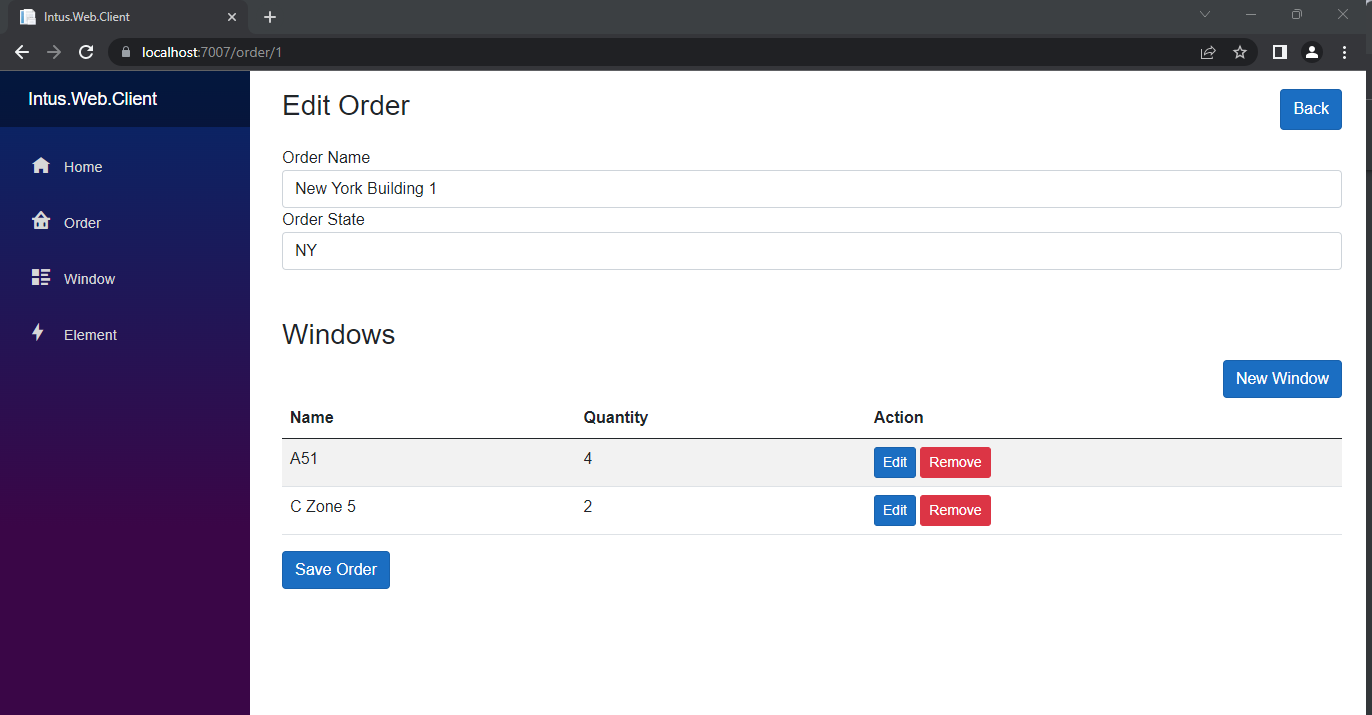 Intus.Web.Client
localhost:7007/order/1
Intus.Web.Client
Home
Order
Window
Element
Edit Order
Back
Order Name
New York Building 1
Order State
NY
Windows
New Window
Name Quantity Action
A51 4 Edit Remove
C Zone 5 2 Edit Remove
Save Order